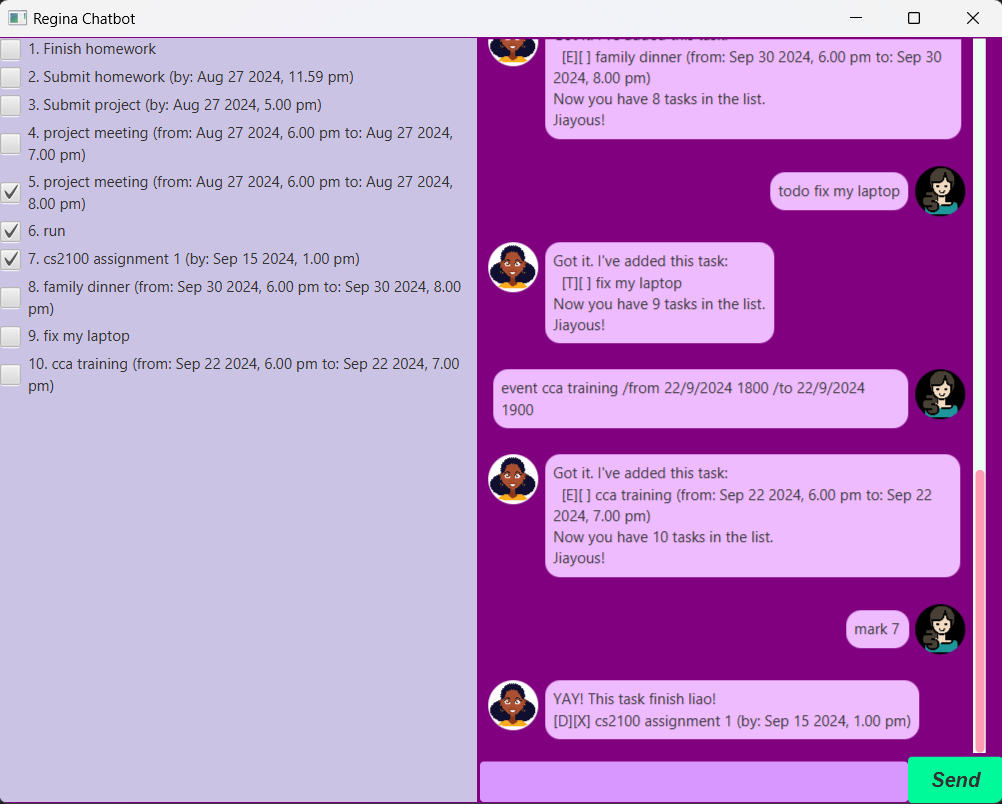 Regina Chatbot
1. Finish homework
2. Submit homework (by: Aug 27 2024, 11.59 pm)
3. Submit project (by: Aug 27 2024, 5.00 pm)
4. project meeting (from: Aug 27 2024, 6.00 pm to: Aug 27 2024,
7.00 pm)
5. project meeting (from: Aug 27 2024, 6.00 pm to: Aug 27 2024,
8.00 pm)
6. run
7. cs2100 assignment 1 (by: Sep 15 2024, 1.00 pm)
8. family dinner (from: Sep 30 2024, 6.00 pm to: Sep 30 2024, 8.00
pm)
9. fix my laptop
10. cca training (from: Sep 22 2024, 6.00 pm to: Sep 22 2024, 7.00
pm)
Got it. I've added this task:
[E][ ] family dinner (from: Sep 30 2024, 6.00 pm to: Sep 30
2024, 8.00 pm)
Now you have 8 tasks in the list.
Jiayous!
todo fix my laptop
Got it. I've added this task:
[T][ ] fix my laptop
Now you have 9 tasks in the list.
Jiayous!
event cca training /from 22/9/2024 1800 /to 22/9/2024
1900
Got it. I've added this task:
[E][ ] cca training (from: Sep 22 2024, 6.00 pm to: Sep 22
2024, 7.00 pm)
Now you have 10 tasks in the list.
Jiayous!
mark 7
YAY! This task finish liao!
[D][X] cs2100 assignment 1 (by: Sep 15 2024, 1.00 pm)
Send